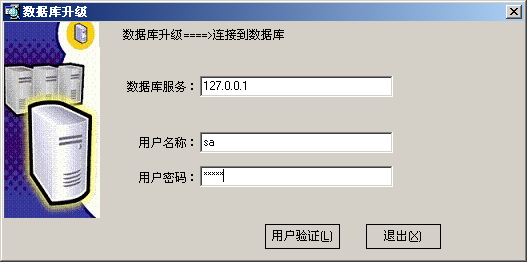 数据库升级
数据库升级====>连接到数据库
数据库服务：127.0.0.1
用户名称：sa
用户密码：*****
用户验证(L) 退出(X)